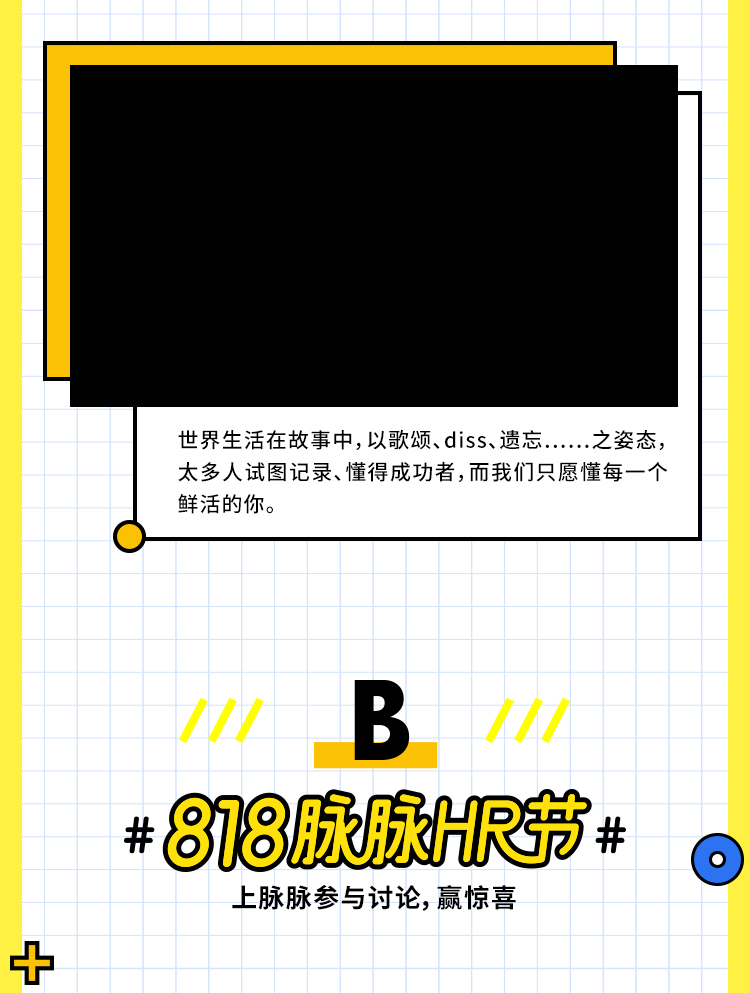 世界生活在故事中，以歌颂、diss、遗忘……之姿态，
太多人试图记录、懂得成功者，而我们只愿懂每一个
鲜活的你。
B
#818脉脉HR节#
上脉脉参与讨论，赢惊喜